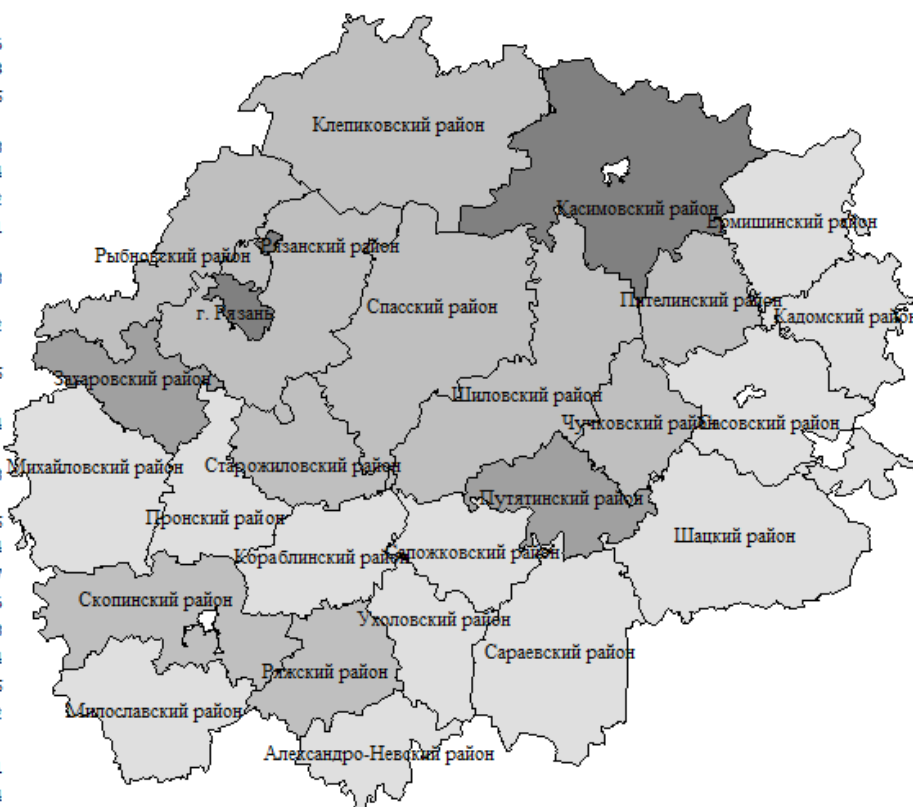 Клепиковский район
Касимовский район
Ермишинский район
Рыбновский район
Рязанский район
г. Рязань
Спасский район
Пителинский район
Кадомский район
Захаровский район
Шиловский район
Чучковский район
Сасовский район
Михайловский район
Старожиловский район
Путятинский район
Пронский район
Шацкий район
Кораблинский район
Сапожковский район
Скопинский район
Ухоловский район
Сараевский район
Ряжский район
Милославский район
Александро-Невский район